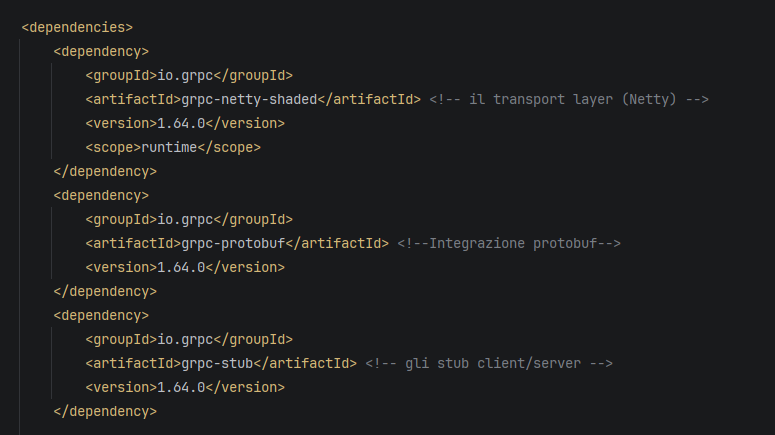 <dependencies>
<dependency>
<groupId>io.grpc</groupId>
<artifactId>grpc-netty-shaded</artifactId> <!-- il transport layer (Netty) -->
<version>1.64.0</version>
<scope>runtime</scope>
</dependency>
<dependency>
<groupId>io.grpc</groupId>
<artifactId>grpc-protobuf</artifactId> <!--Integrazione protobuf-->
<version>1.64.0</version>
</dependency>
<dependency>
<groupId>io.grpc</groupId>
<artifactId>grpc-stub</artifactId> <!-- gli stub client/server -->
<version>1.64.0</version>
</dependency>